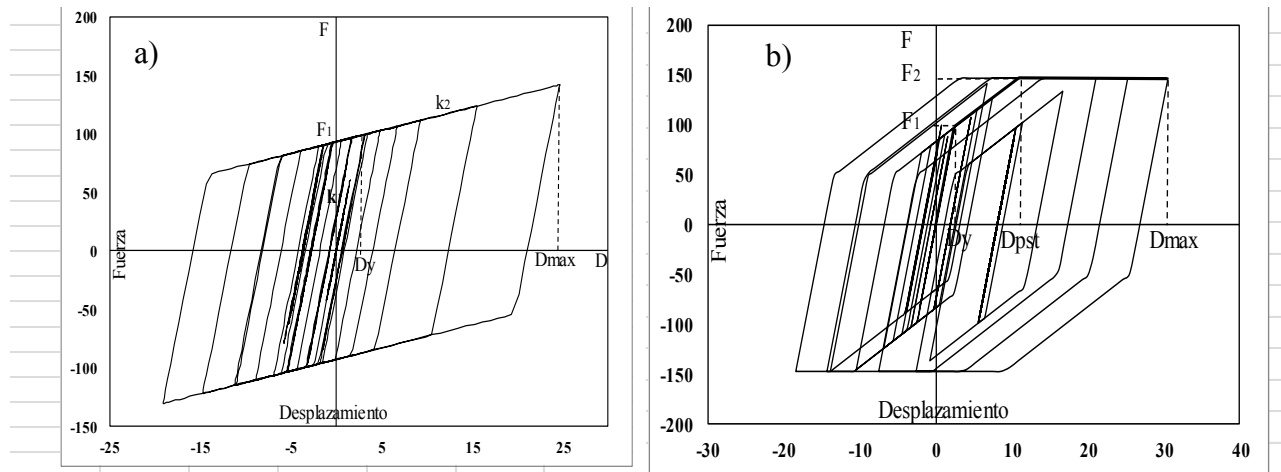 a)
F
200
150
100
50
0
-50
-100
-150
F1
k2
k
Dy
Dmax
D
Fuerza
Desplazamiento
-25
-15
-5
5
15
25
b)
F
F2
F1
200
150
100
50
0
-50
-100
-150
-200
Dy
Dpst
Dmax
Fuerza
Desplazamiento
-30
-20
-10
0
10
20
30
40